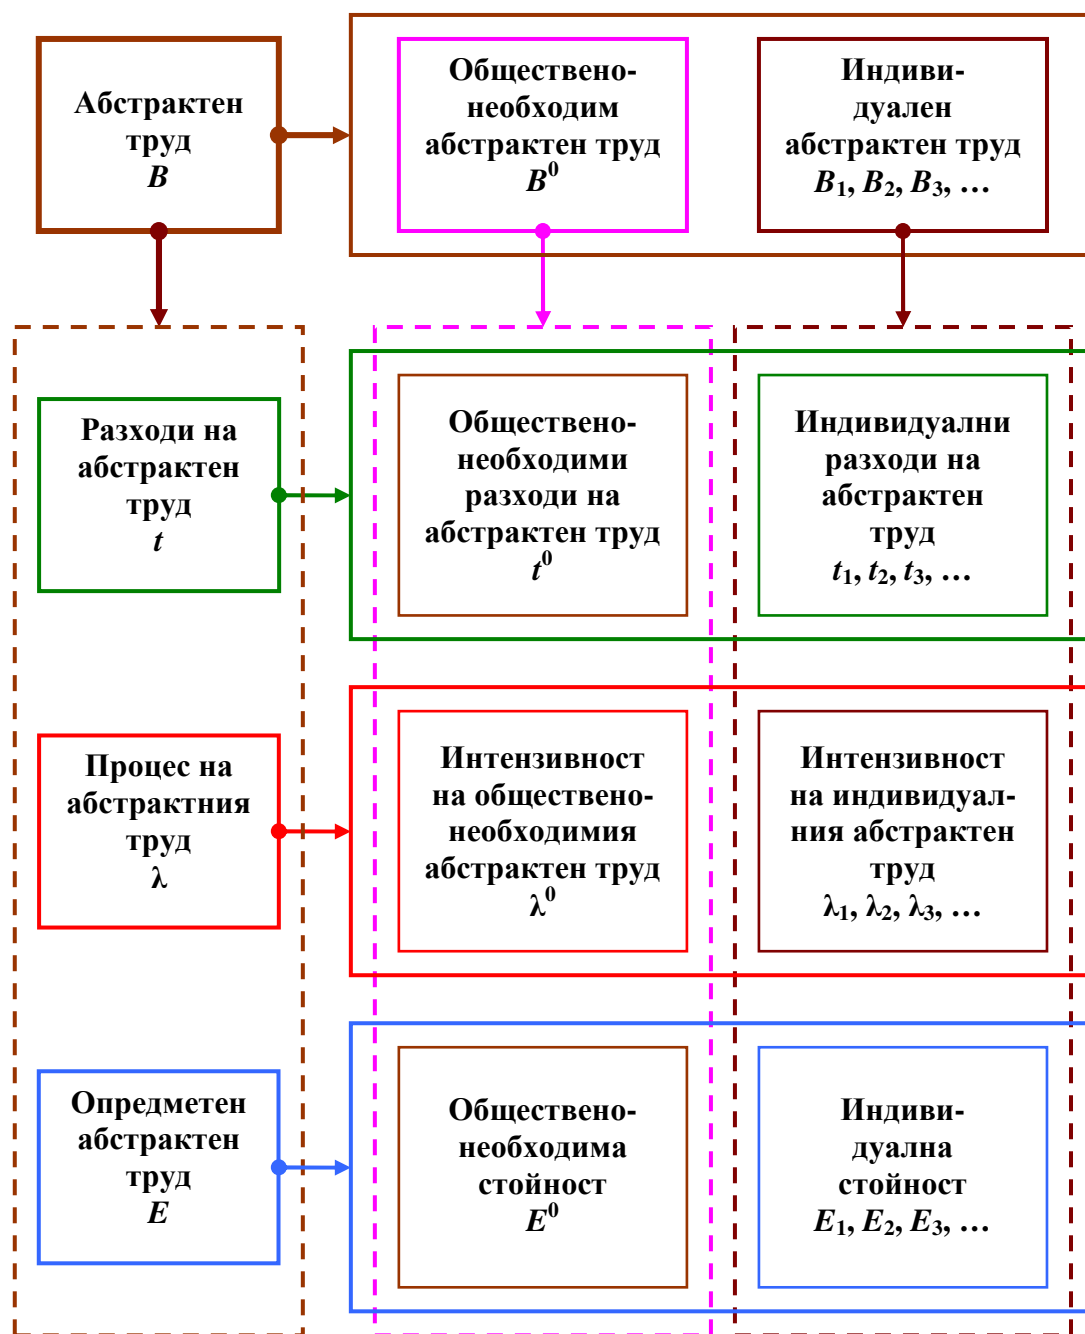 Абстрактен
труд
B
Обществено-
необходим
абстрактен труд
B⁰
Индиви-
дуален
абстрактен труд
B₁, B₂, B₃, …
Разходи на
абстрактен
труд
t
Обществено-
необходими
разходи на
абстрактен труд
t⁰
Индивидуални
разходи на
абстрактен
труд
t₁, t₂, t₃, …
Процес на
абстрактния
труд
λ
Интензивност
на обществено-
необходимия
абстрактен труд
λ⁰
Интензивност
на индивидуал-
ния абстрактен
труд
λ₁, λ₂, λ₃, …
Опредметен
абстрактен
труд
E
Обществено-
необходима
стойност
E⁰
Индиви-
дуална
стойност
E₁, E₂, E₃, …